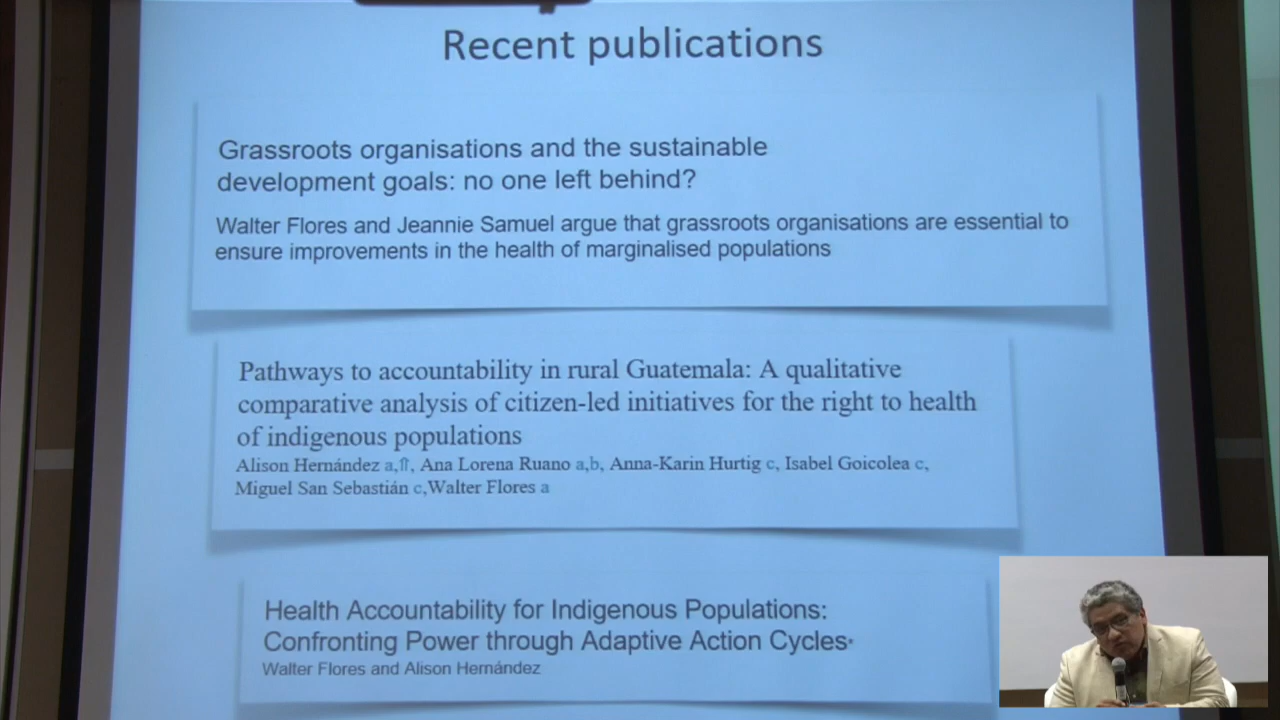 Recent publications
Grassroots organisations and the sustainable
development goals: no one left behind?
Walter Flores and Jeannie Samuel argue that grassroots organisations are essential to
ensure improvements in the health of marginalised populations
Pathways to accountability in rural Guatemala: A qualitative
comparative analysis of citizen-led initiatives for the right to health
of indigenous populations
Alison Hernández a,⇑, Ana Lorena Ruano a,b, Anna-Karin Hurtig c, Isabel Goicolea c,
Miguel San Sebastián c,Walter Flores a
Health Accountability for Indigenous Populations:
Confronting Power through Adaptive Action Cycles*
Walter Flores and Alison Hernández